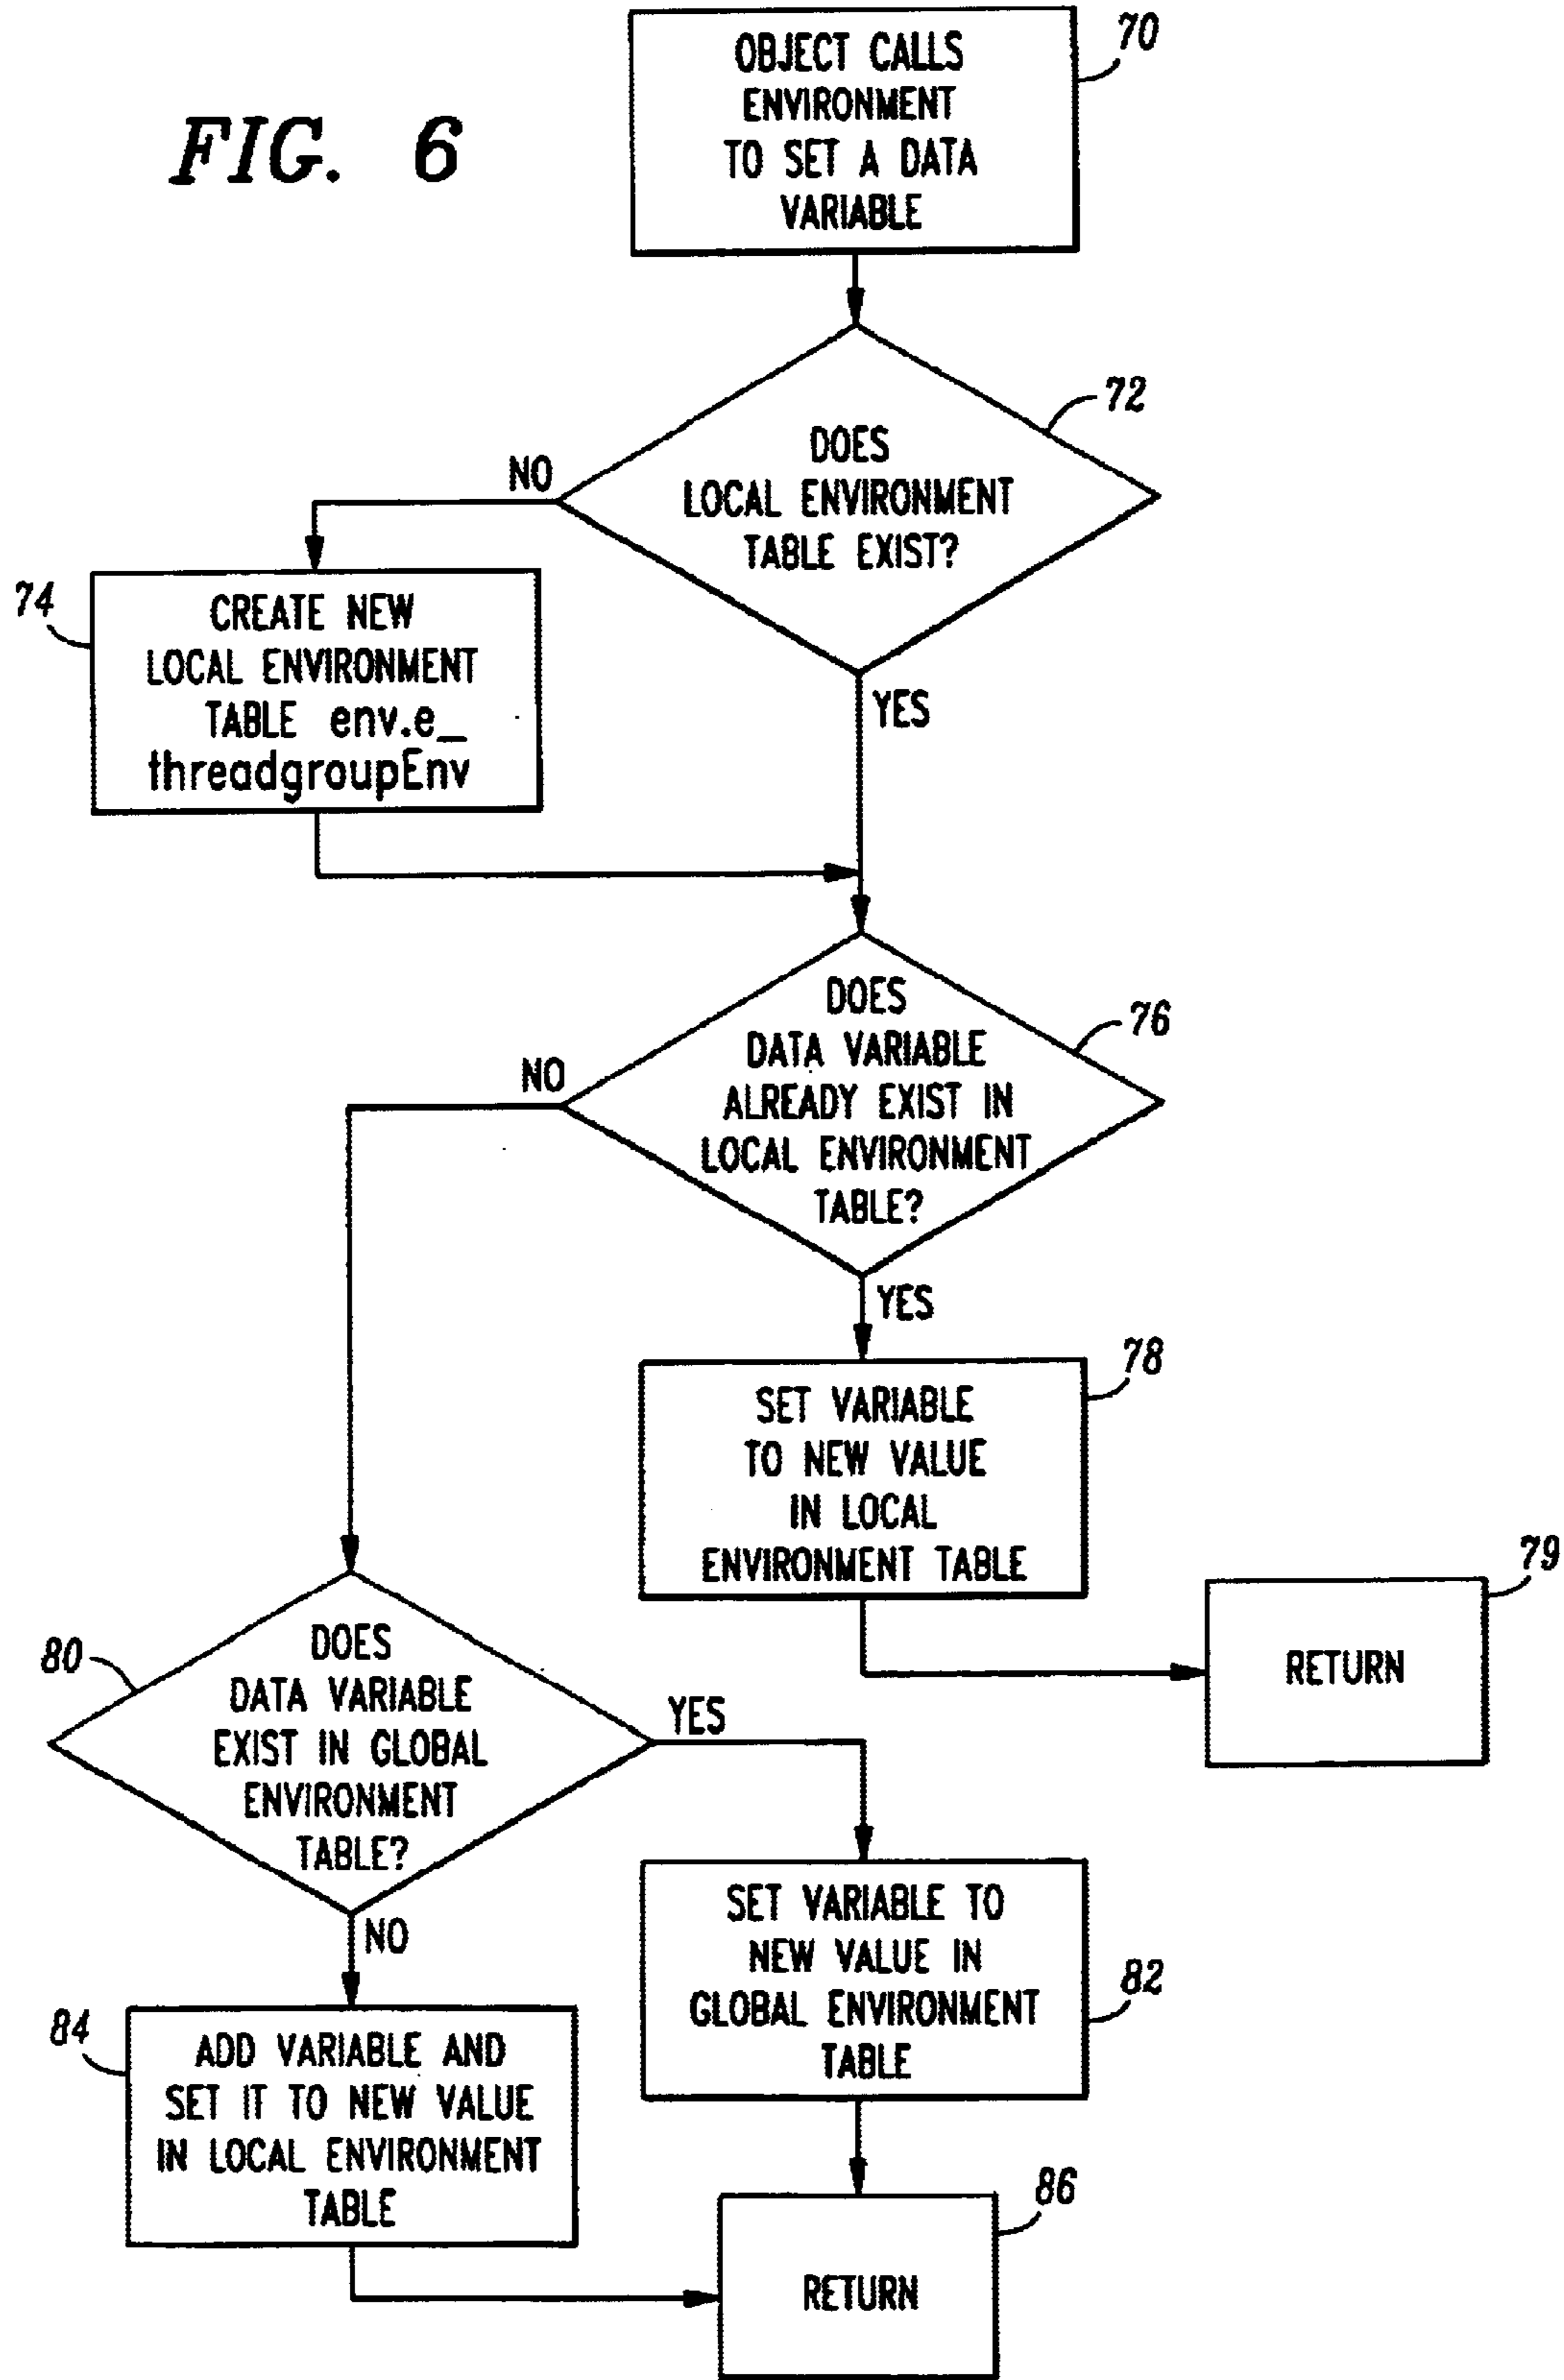 FIG. 6
OBJECT CALLS
ENVIRONMENT
TO SET A DATA
VARIABLE
70
DOES
LOCAL ENVIRONMENT
TABLE EXIST?
72
NO
YES
74
CREATE NEW
LOCAL ENVIRONMENT
TABLE env.e_
threadgroupEnv
DOES
DATA VARIABLE
ALREADY EXIST IN
LOCAL ENVIRONMENT
TABLE?
76
NO
YES
SET VARIABLE
TO NEW VALUE
IN LOCAL
ENVIRONMENT TABLE
78
RETURN
79
80
DOES
DATA VARIABLE
EXIST IN GLOBAL
ENVIRONMENT
TABLE?
YES
NO
SET VARIABLE TO
NEW VALUE IN
GLOBAL ENVIRONMENT
TABLE
82
84
ADD VARIABLE AND
SET IT TO NEW VALUE
IN LOCAL ENVIRONMENT
TABLE
RETURN
86